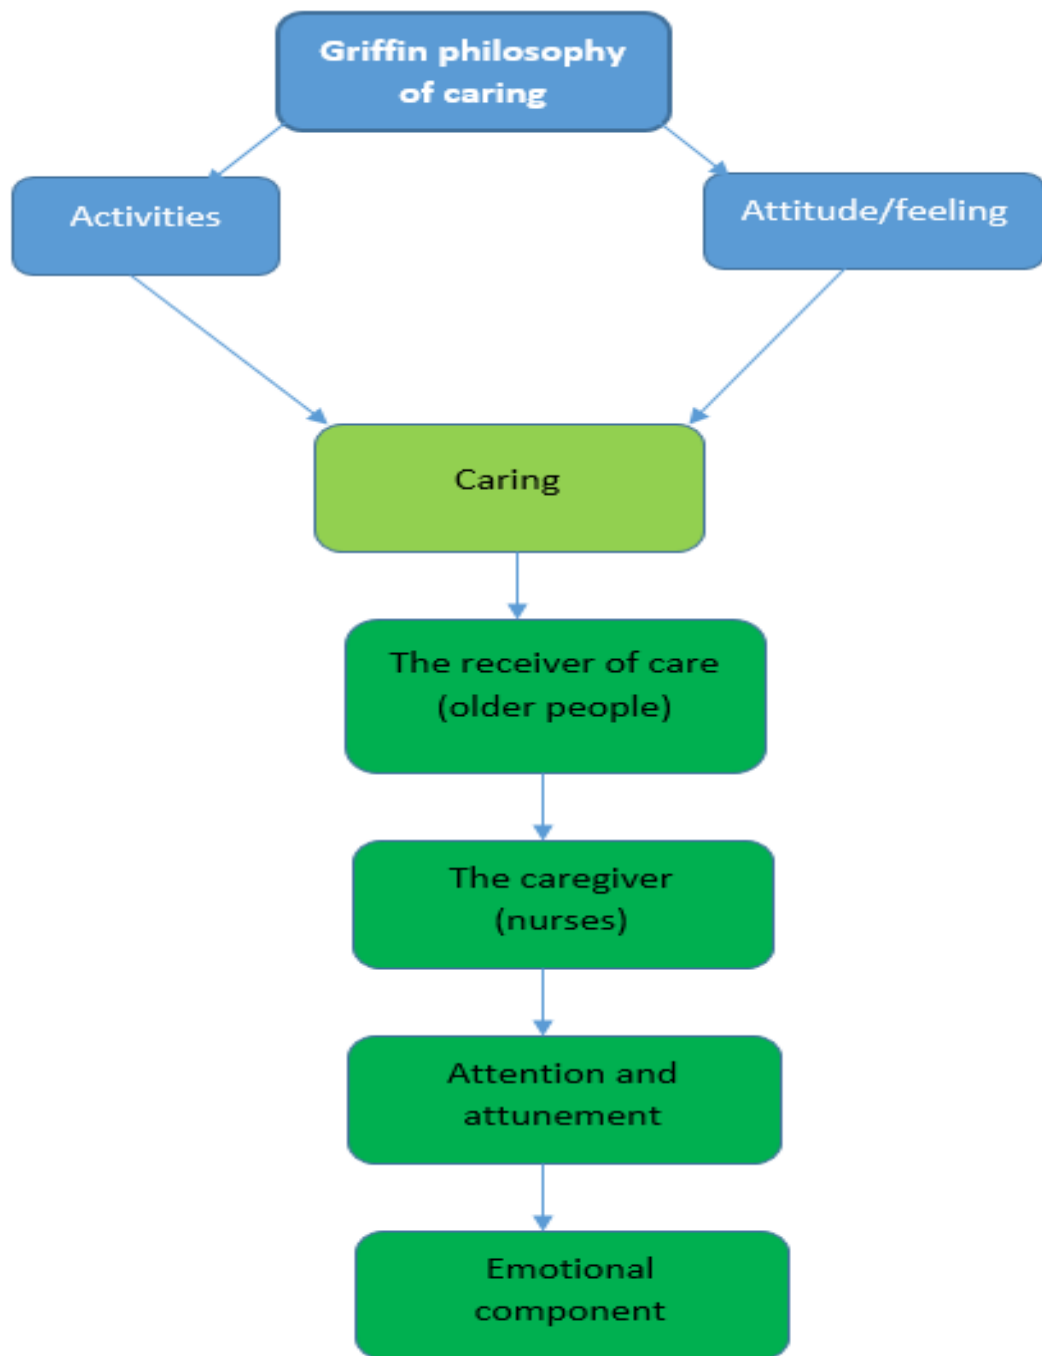 Griffin philosophy
of caring
Activities
Attitude/feeling
Caring
The receiver of care
(older people)
The caregiver
(nurses)
Attention and
attunement
Emotional
component